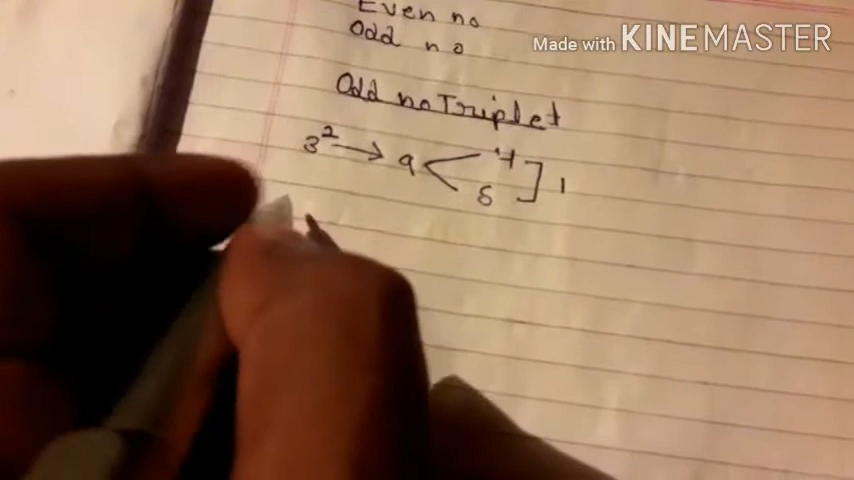 Even no
Odd no
Made with KINEMASTER
Odd no Triplet
3² → 9 < 4
5 ] 1